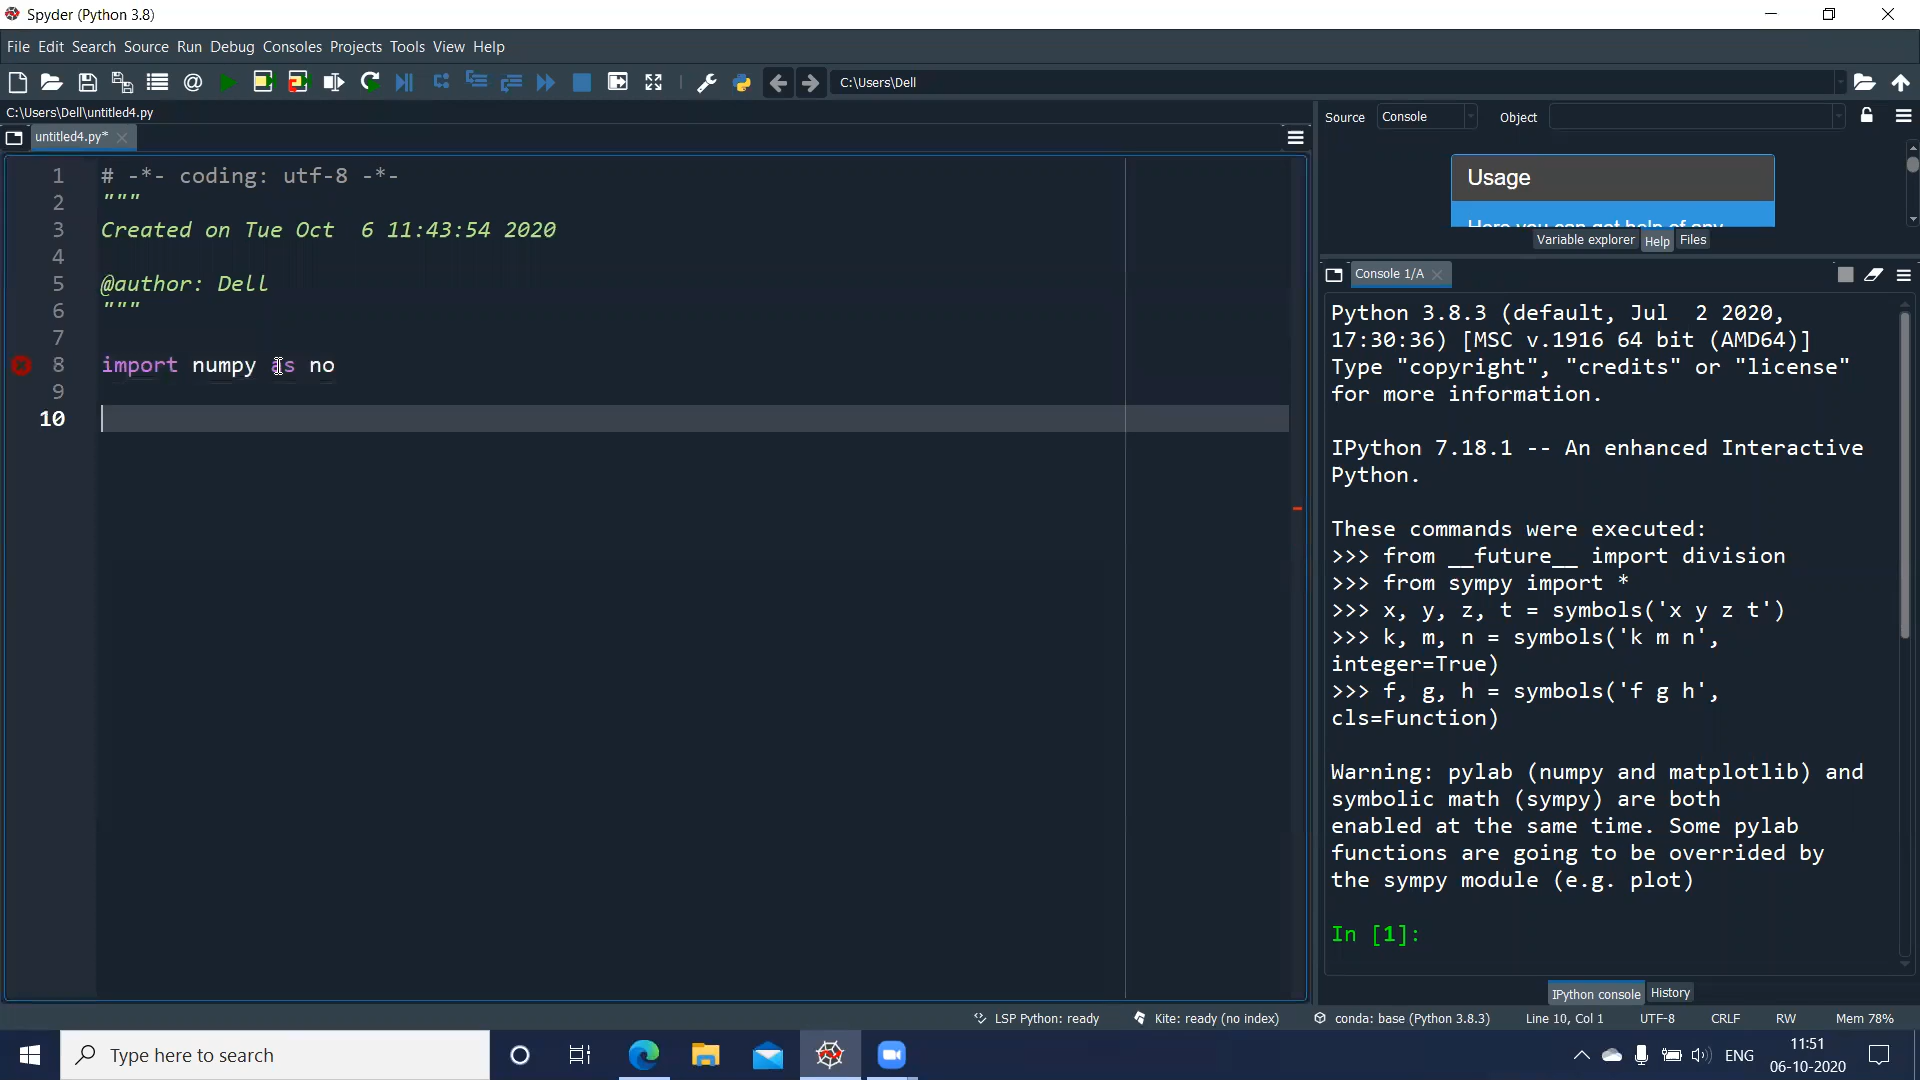 Spyder (Python 3.8)
File Edit Search Source Run Debug Consoles Projects Tools View Help
C:\Users\Dell
C:\Users\Dell\untitled4.py
untitled4.py*
1 # -*- coding: utf-8 -*-
2 """
3 Created on Tue Oct  6 11:43:54 2020
4
5 @author: Dell
6 """
7
8 import numpy as no
9
10
Source Console Object
Usage
Here you can get help of any
Variable explorer Help Files
Console 1/A
Python 3.8.3 (default, Jul  2 2020,
17:30:36) [MSC v.1916 64 bit (AMD64)]
Type "copyright", "credits" or "license"
for more information.
IPython 7.18.1 -- An enhanced Interactive
Python.
These commands were executed:
>>> from __future__ import division
>>> from sympy import *
>>> x, y, z, t = symbols('x y z t')
>>> k, m, n = symbols('k m n',
integer=True)
>>> f, g, h = symbols('f g h',
cls=Function)
Warning: pylab (numpy and matplotlib) and
symbolic math (sympy) are both
enabled at the same time. Some pylab
functions are going to be overrided by
the sympy module (e.g. plot)
In [1]:
IPython console History
LSP Python: ready Kite: ready (no index) conda: base (Python 3.8.3) Line 10, Col 1 UTF-8 CRLF RW Mem 78%
Type here to search
ENG
11:51
06-10-2020